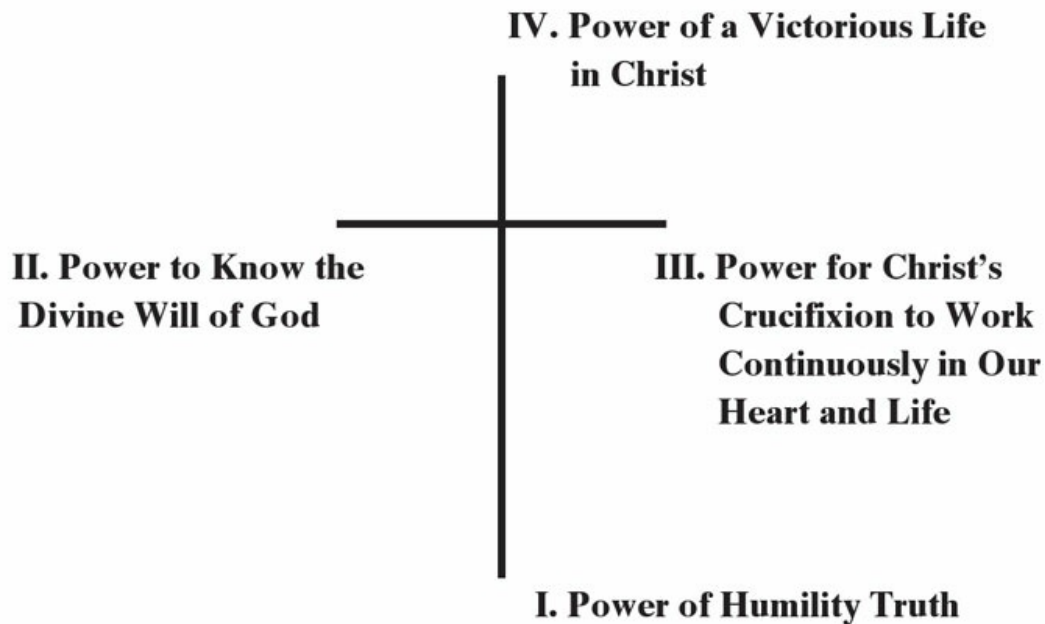 IV. Power of a Victorious Life
in Christ
II. Power to Know the
Divine Will of God
III. Power for Christ's
Crucifixion to Work
Continuously in Our
Heart and Life
I. Power of Humility Truth